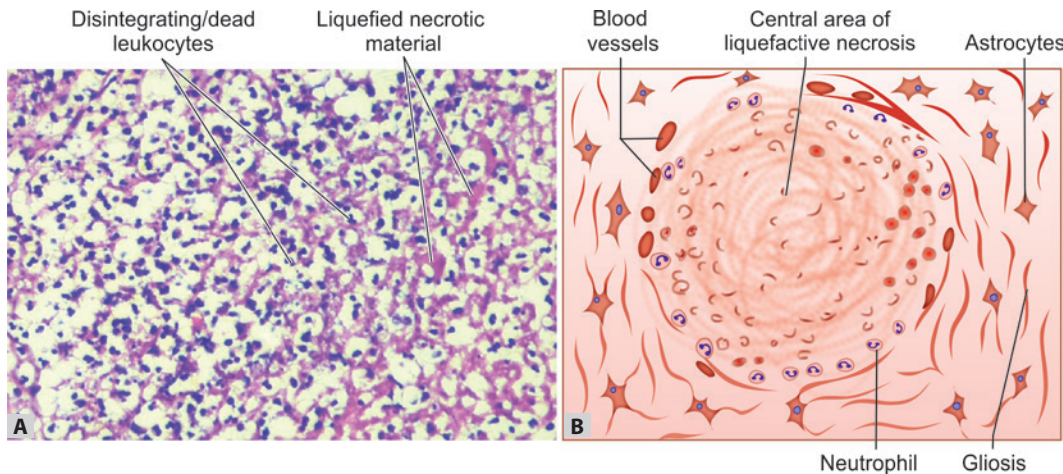 Disintegrating/dead
leukocytes
Liquefied necrotic
material
Blood
vessels
Central area of
liquefactive necrosis
Astrocytes
A
B
Neutrophil
Gliosis